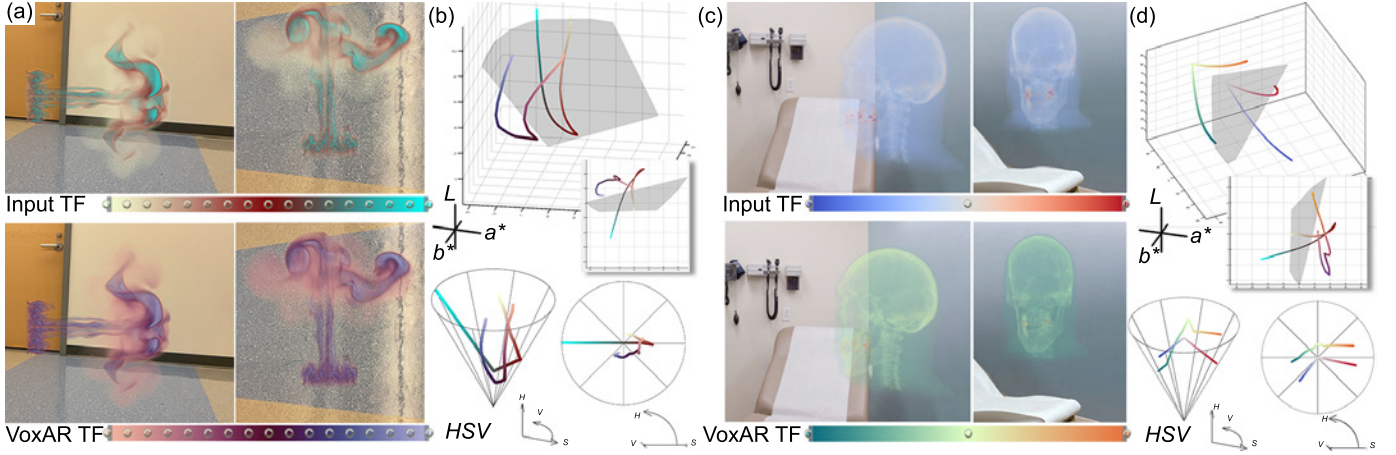 (a)
(b)
(c)
(d)
Input TF
L
a*
b*
Input TF
L
a*
b*
VoxAR TF
HSV
H
V
S
H
V
S
VoxAR TF
HSV
H
V
S
H
V
S